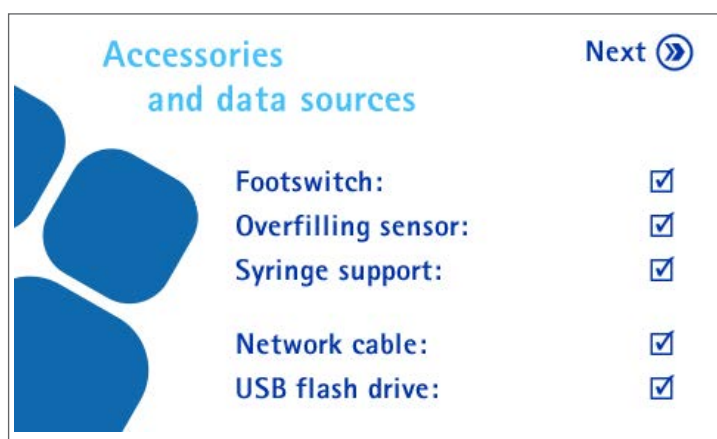 Accessories
and data sources
Next
Footswitch:
Overfilling sensor:
Syringe support:
Network cable:
USB flash drive: